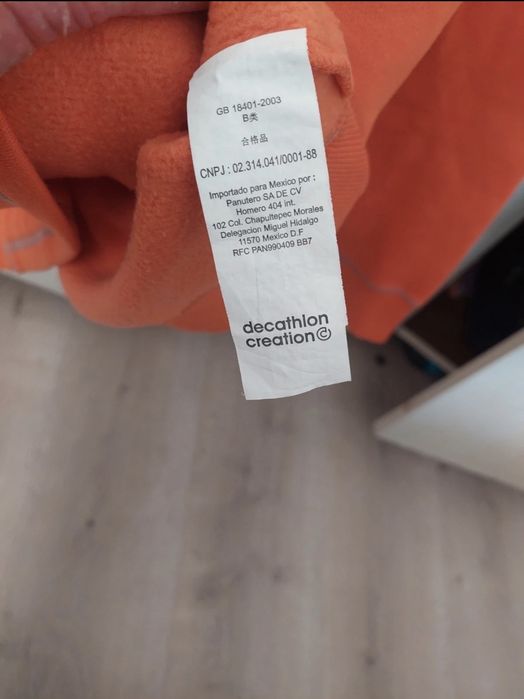 GB 18401-2003
B类
合格品
CNPJ : 02.314.041/0001-88
Importado para Mexico por :
Panutero SA DE CV
Homero 404 int.
102 Col. Chapultepec Morales
Delegacion Miguel Hidalgo
11570 Mexico D.F
RFC PAN990409 BB7
decathlon
creation ©